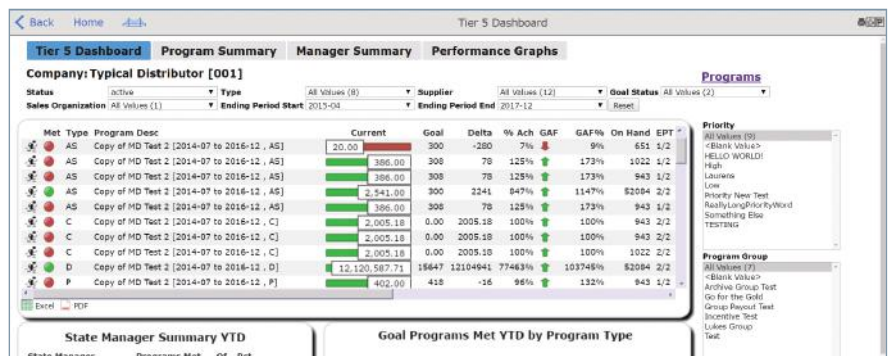 Back Home Tier 5 Dashboard
Tier 5 Dashboard Program Summary Manager Summary Performance Graphs
Company: Typical Distributor [001]
Programs
Status active Type All Values (8) Supplier All Values (12) Goal Status All Values (2)
Sales Organization All Values (1) Ending Period Start 2015-04 Ending Period End 2017-12 Reset
Met Type Program Desc Current Goal Delta % Ach GAF GAF% On Hand EPT
AS Copy of MD Test 2 [2014-07 to 2016-12 , AS] 20.00 300 -280 7% 9% 651 1/2
AS Copy of MD Test 2 [2014-07 to 2016-12 , AS] 386.00 308 78 125% 173% 1022 1/2
AS Copy of MD Test 2 [2014-07 to 2016-12 , AS] 386.00 308 78 125% 173% 943 1/2
AS Copy of MD Test 2 [2014-07 to 2016-12 , AS] 2,541.00 300 2241 847% 1147% 52084 2/2
AS Copy of MD Test 2 [2014-07 to 2016-12 , AS] 386.00 308 78 125% 173% 943 1/2
C Copy of MD Test 2 [2014-07 to 2016-12 , C] 2,005.18 0.00 2005.18 100% 100% 943 2/2
C Copy of MD Test 2 [2014-07 to 2016-12 , C] 2,005.18 0.00 2005.18 100% 100% 943 2/2
C Copy of MD Test 2 [2014-07 to 2016-12 , C] 2,005.18 0.00 2005.18 100% 100% 1022 2/2
D Copy of MD Test 2 [2014-07 to 2016-12 , D] 12,120,587.71 15647 12104941 77463% 103745% 52084 2/2
P Copy of MD Test 2 [2014-07 to 2016-12 , P] 402.00 418 -16 96% 132% 943 1/2
Excel PDF
Priority
All Values (9)
<Blank Value>
HELLO WORLD!
High
Laurens
Low
Priority New Test
ReallyLongPriorityWord
Something Else
TESTING
Program Group
All Values (7)
<Blank Value>
Archive Group Test
Go for the Gold
Group Payout Test
Incentive Test
Lukes Group
Test
State Manager Summary YTD
Goal Programs Met YTD by Program Type
State Manager Programs Met Of Pct